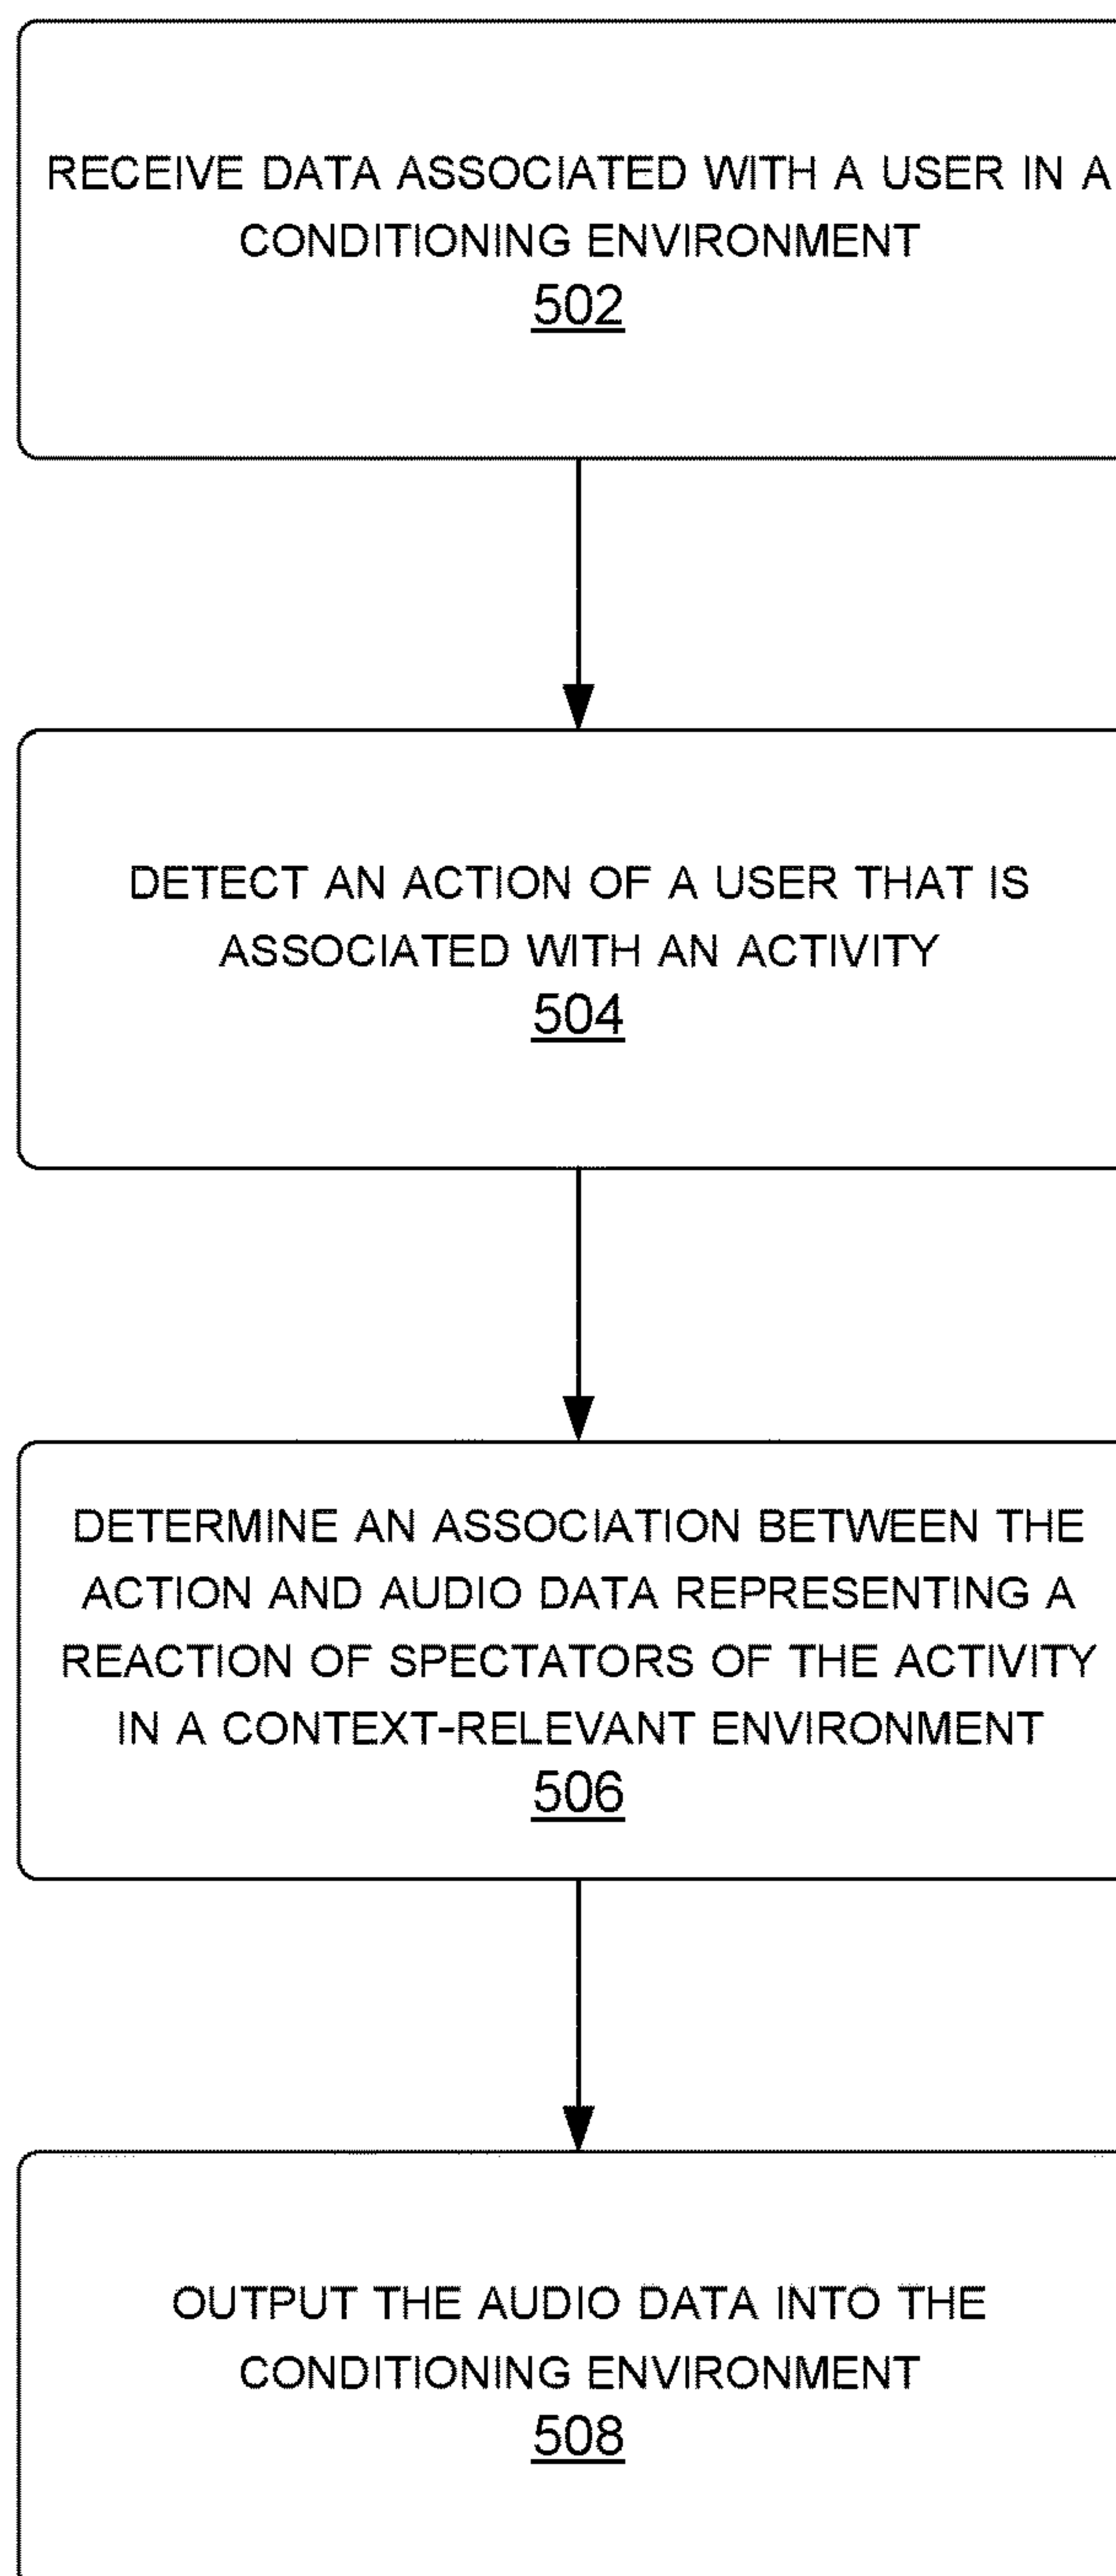 RECEIVE DATA ASSOCIATED WITH A USER IN A
CONDITIONING ENVIRONMENT
502
DETECT AN ACTION OF A USER THAT IS
ASSOCIATED WITH AN ACTIVITY
504
DETERMINE AN ASSOCIATION BETWEEN THE
ACTION AND AUDIO DATA REPRESENTING A
REACTION OF SPECTATORS OF THE ACTIVITY
IN A CONTEXT-RELEVANT ENVIRONMENT
506
OUTPUT THE AUDIO DATA INTO THE
CONDITIONING ENVIRONMENT
508